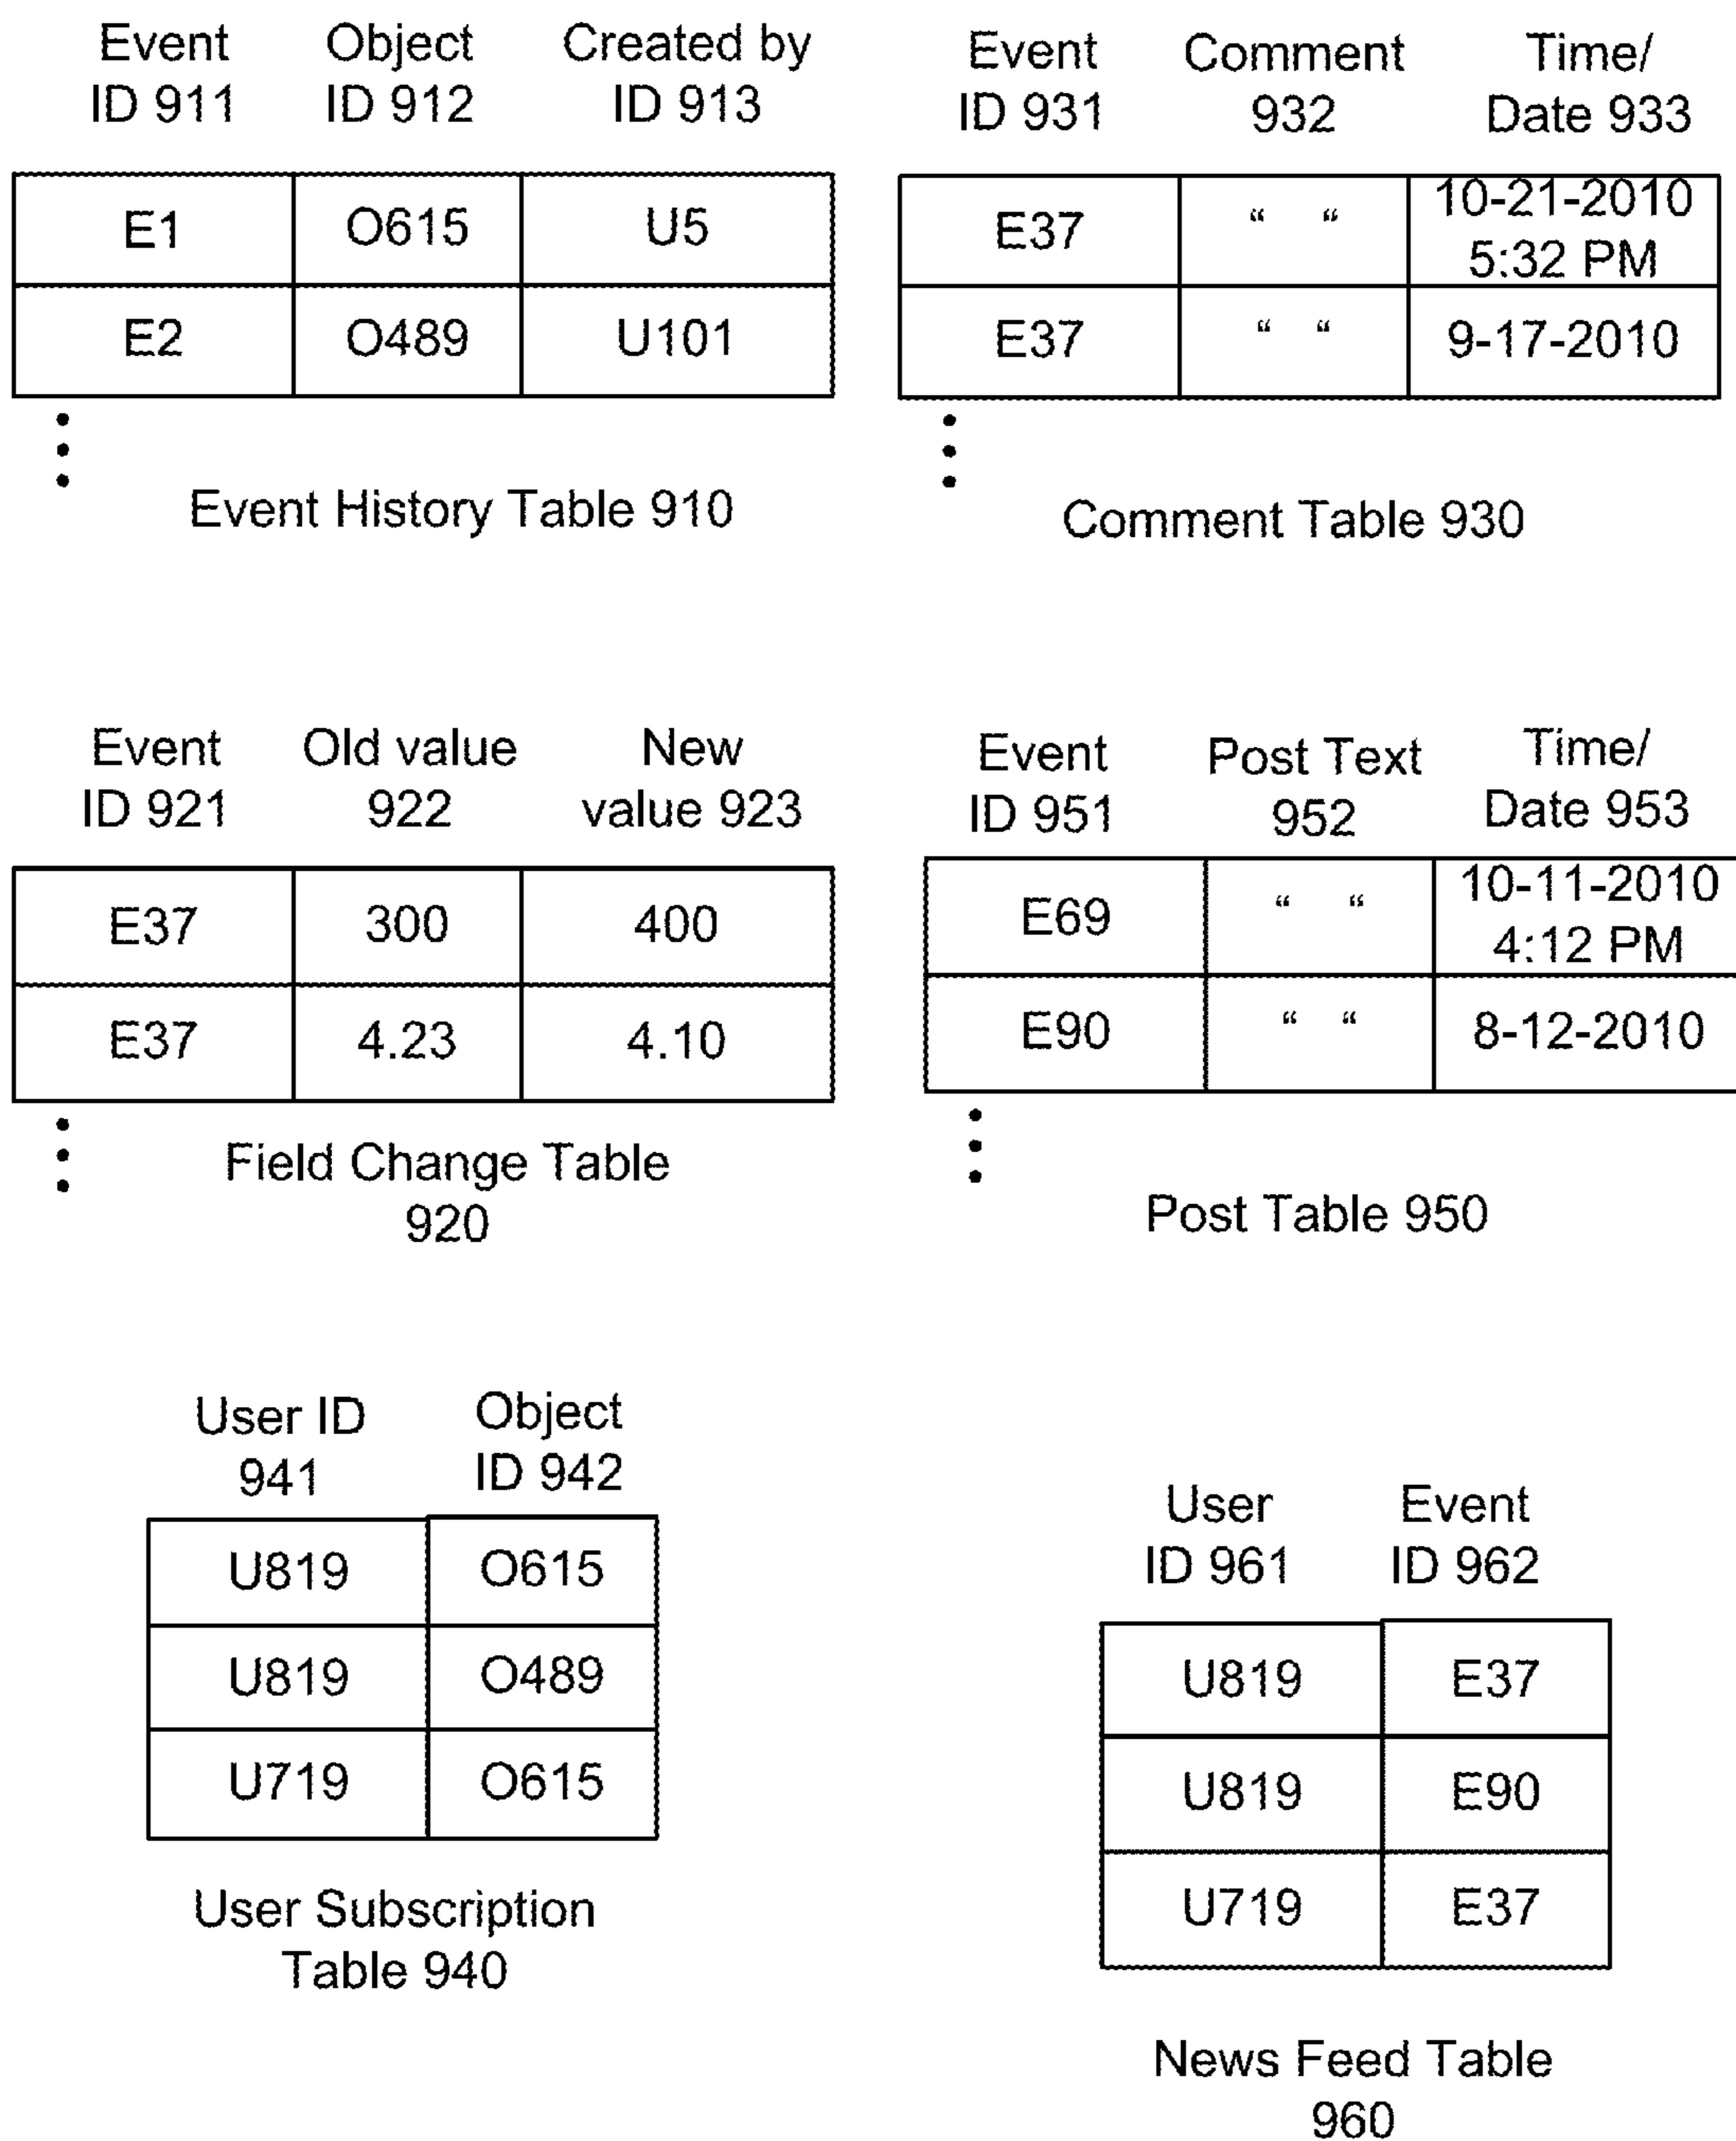 Event Object Created by
ID 911 ID 912 ID 913
E1 O615 U5
E2 O489 U101
Event History Table 910
Event Comment Time/
ID 931 932 Date 933
E37 “ “ 10-21-2010
5:32 PM
E37 “ “ 9-17-2010
Comment Table 930
Event Old value New
ID 921 922 value 923
E37 300 400
E37 4.23 4.10
Field Change Table
920
Event Post Text Time/
ID 951 952 Date 953
E69 “ “ 10-11-2010
4:12 PM
E90 “ “ 8-12-2010
Post Table 950
User ID Object
941 ID 942
U819 O615
U819 O489
U719 O615
User Subscription
Table 940
User Event
ID 961 ID 962
U819 E37
U819 E90
U719 E37
News Feed Table
960